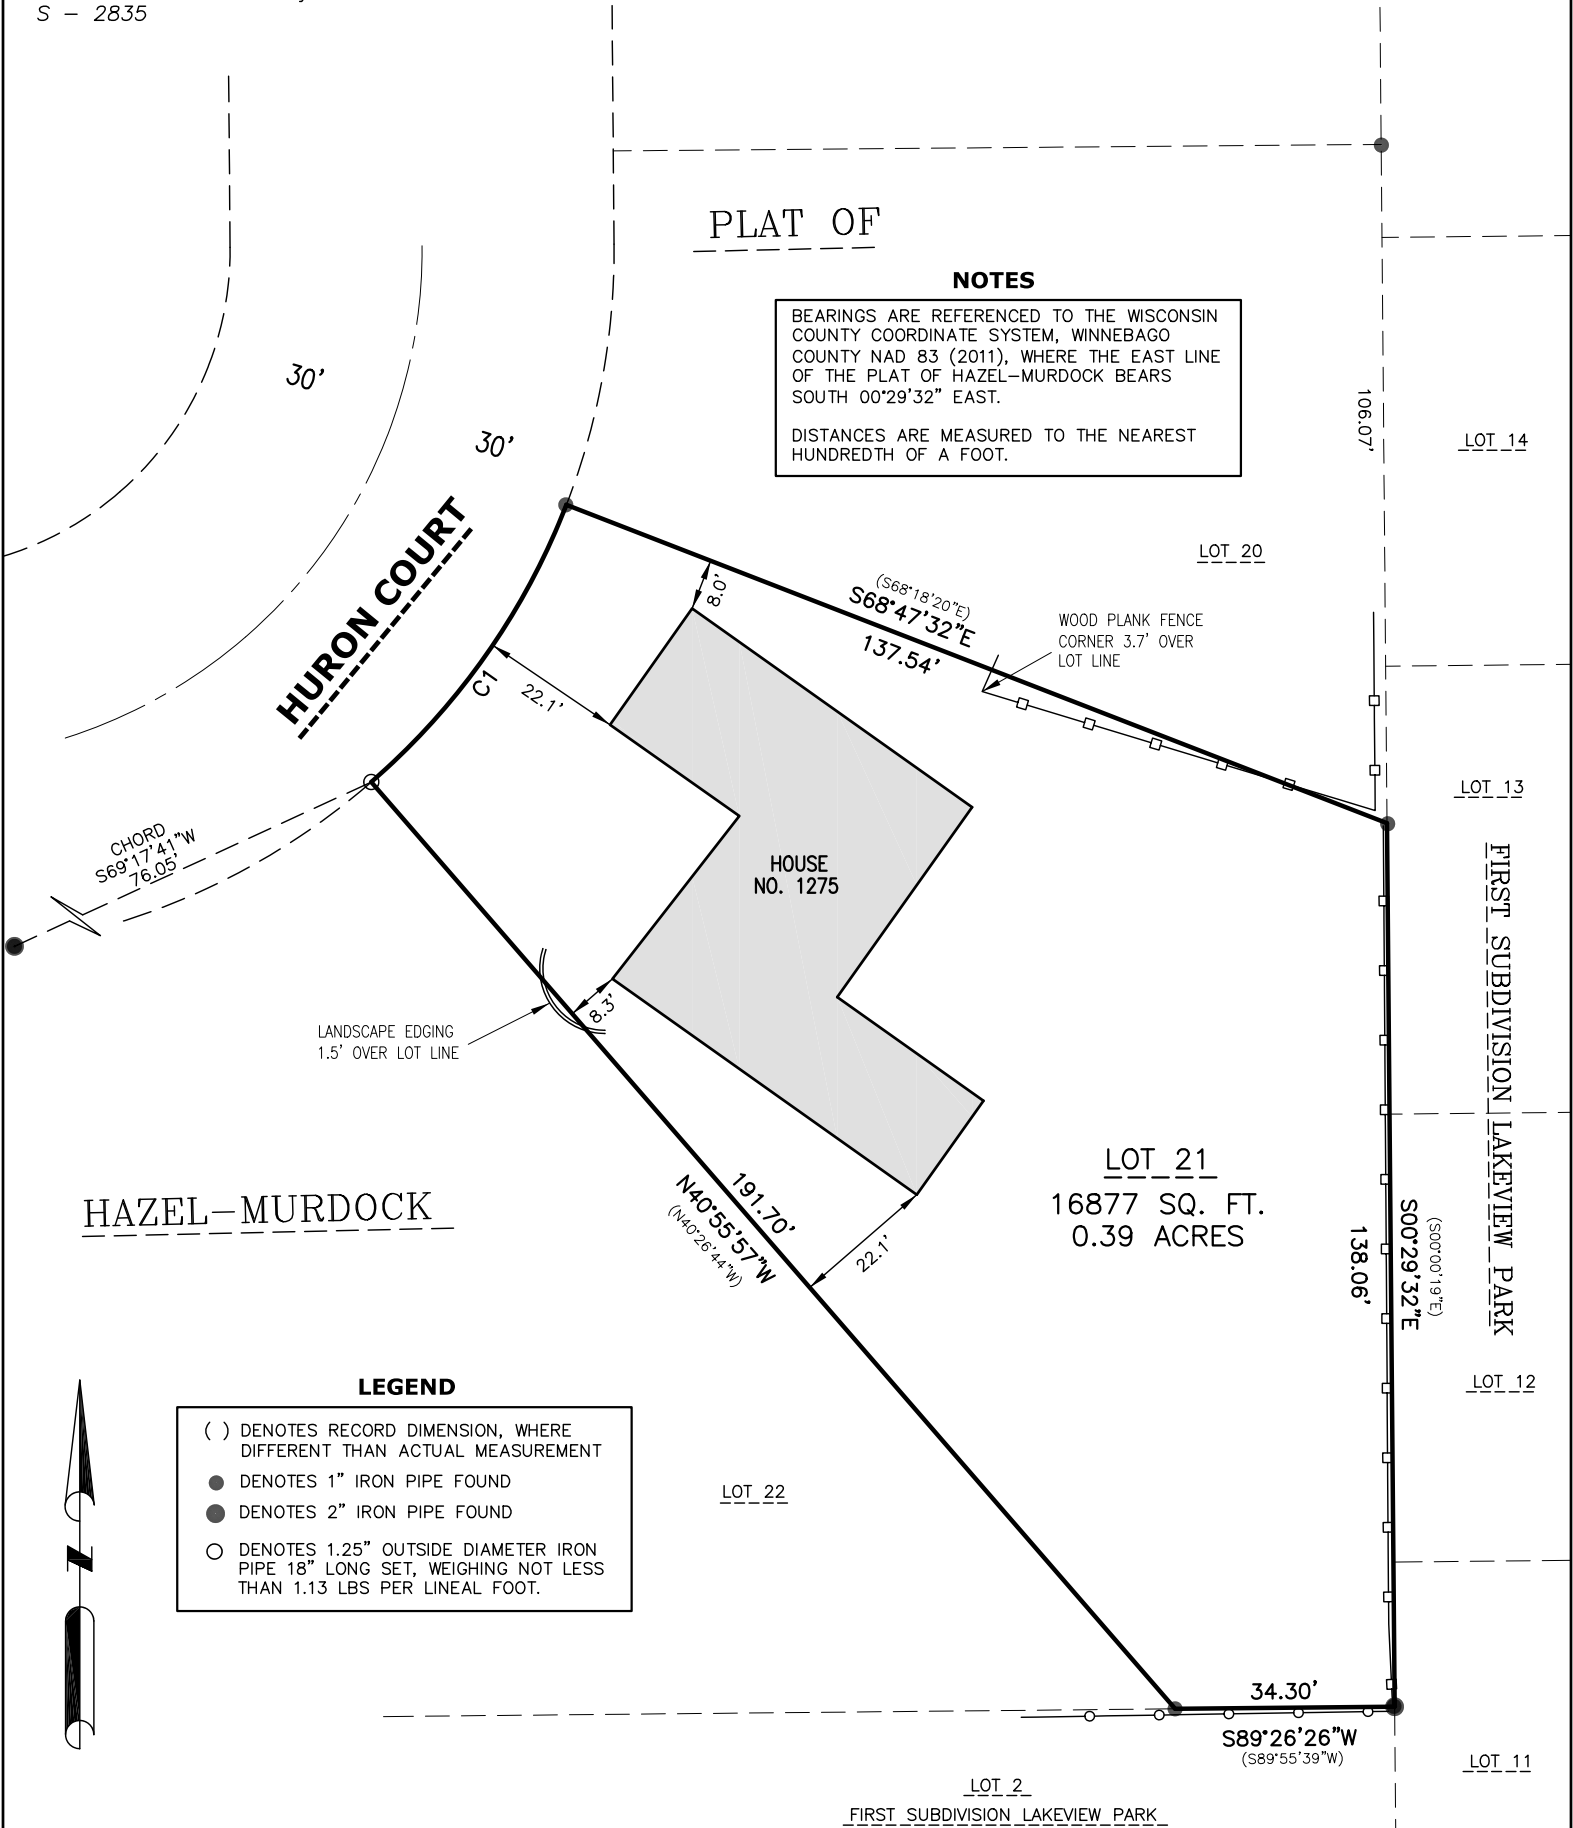 S – 2835
PLAT OF
NOTES
BEARINGS ARE REFERENCED TO THE WISCONSIN
COUNTY COORDINATE SYSTEM, WINNEBAGO
COUNTY NAD 83 (2011), WHERE THE EAST LINE
OF THE PLAT OF HAZEL–MURDOCK BEARS
SOUTH 00°29'32" EAST.
DISTANCES ARE MEASURED TO THE NEAREST
HUNDREDTH OF A FOOT.
30'
30'
106.07'
LOT 14
HURON COURT
LOT 20
8.0'
(S68°18'20"E)
S68°47'32"E
137.54'
WOOD PLANK FENCE
CORNER 3.7' OVER
LOT LINE
C1
22.1'
LOT 13
CHORD
S69°17'41"W
76.05'
HOUSE
NO. 1275
FIRST SUBDIVISION LAKEVIEW PARK
8.3'
LANDSCAPE EDGING
1.5' OVER LOT LINE
HAZEL–MURDOCK
191.70'
N40°55'57"W
(N40°26'44"W)
22.1'
LOT 21
16877 SQ. FT.
0.39 ACRES
138.06'
S00°29'32"E
(S00°00'19"E)
LOT 12
LEGEND
( ) DENOTES RECORD DIMENSION, WHERE
DIFFERENT THAN ACTUAL MEASUREMENT
DENOTES 1" IRON PIPE FOUND
DENOTES 2" IRON PIPE FOUND
DENOTES 1.25" OUTSIDE DIAMETER IRON
PIPE 18" LONG SET, WEIGHING NOT LESS
THAN 1.13 LBS PER LINEAL FOOT.
N
LOT 22
34.30'
S89°26'26"W
(S89°55'39"W)
LOT 11
LOT 2
FIRST SUBDIVISION LAKEVIEW PARK